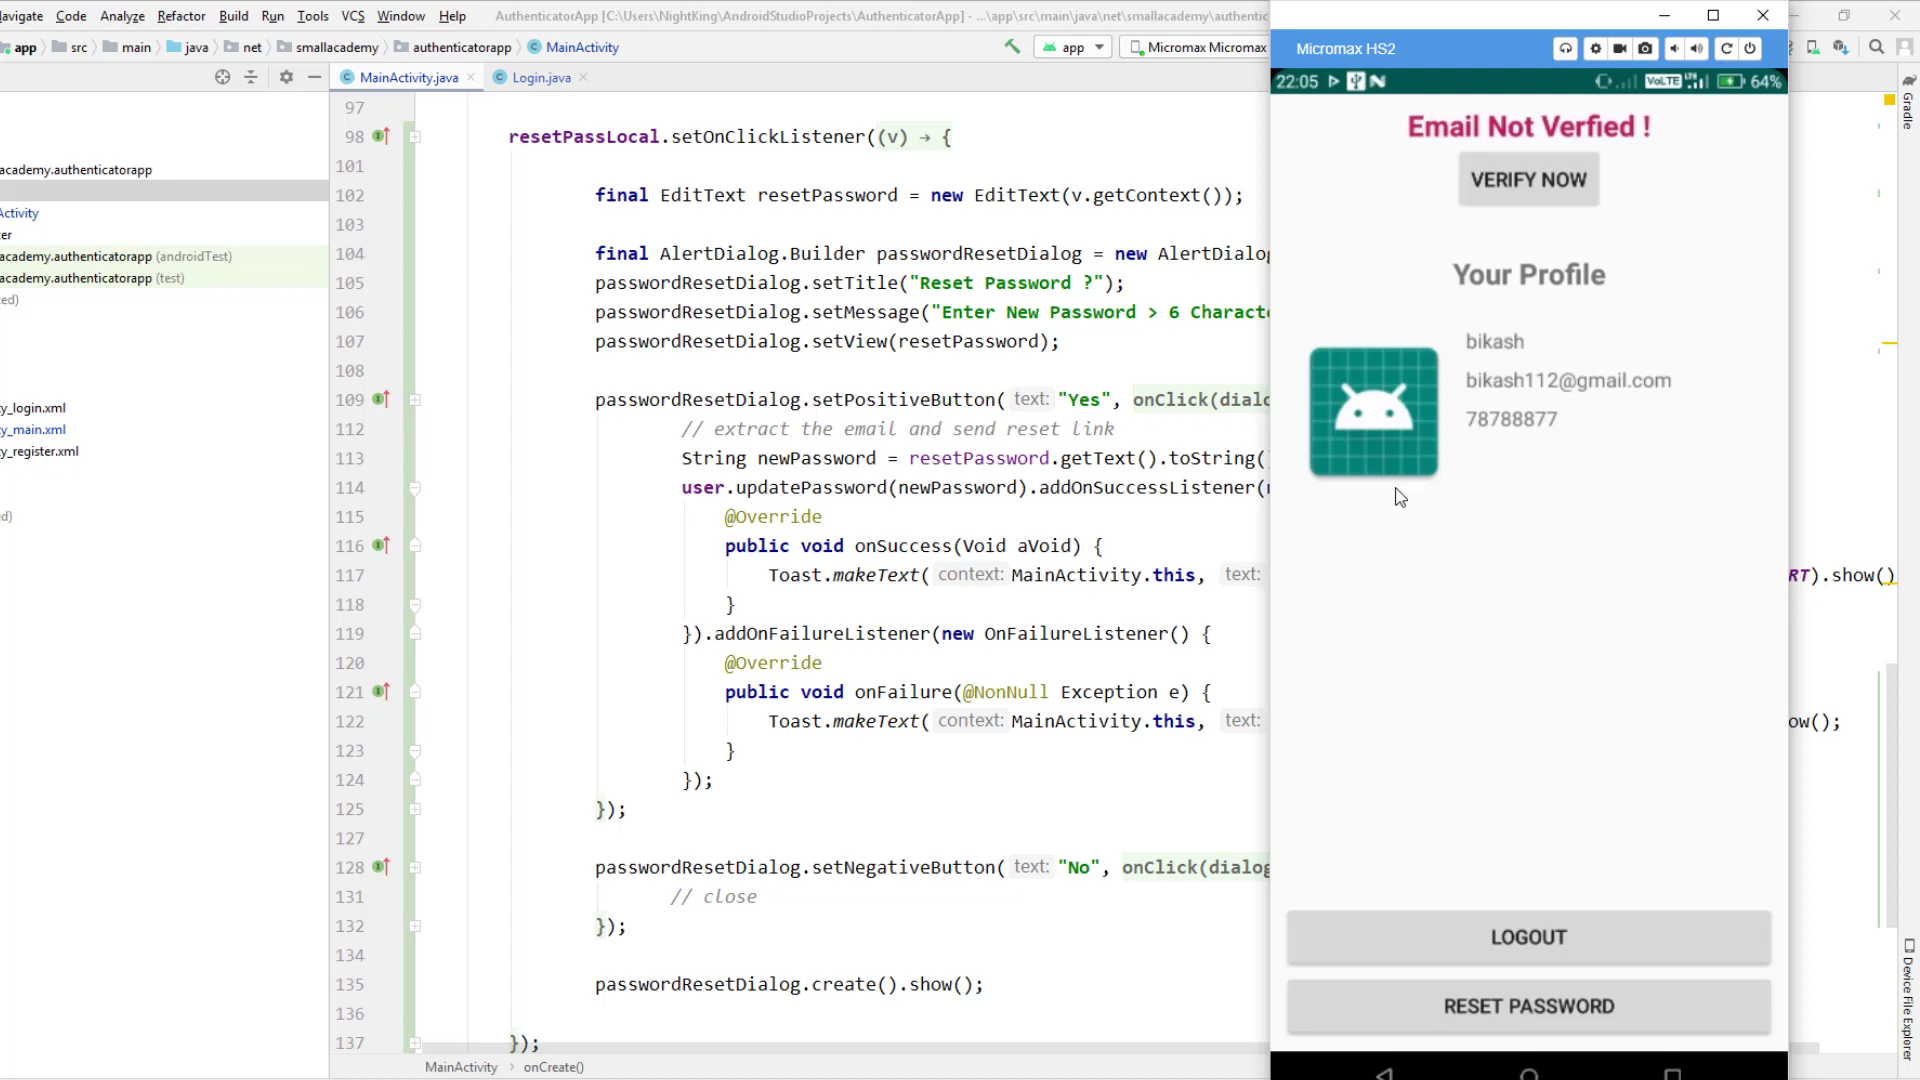 avigate Code Analyze Refactor Build Run Tools VCS Window Help AuthenticatorApp [C:\Users\NightKing\AndroidStudioProjects\AuthenticatorApp] - ...\app\src\main\java\net\smallacademy\authentic
app src main java net smallacademy authenticatorapp MainActivity app Micromax Micromax
MainActivity.java Login.java
academy.authenticatorapp
Activity
ter
academy.authenticatorapp (androidTest)
academy.authenticatorapp (test)
ted)
ty_login.xml
ty_main.xml
ty_register.xml
d)
97
98 resetPassLocal.setOnClickListener((v) → {
101
102 final EditText resetPassword = new EditText(v.getContext());
103
104 final AlertDialog.Builder passwordResetDialog = new AlertDialog
105 passwordResetDialog.setTitle("Reset Password ?");
106 passwordResetDialog.setMessage("Enter New Password > 6 Characte
107 passwordResetDialog.setView(resetPassword);
108
109 passwordResetDialog.setPositiveButton( text: "Yes", onClick(dialo
112 // extract the email and send reset link
113 String newPassword = resetPassword.getText().toString(
114 user.updatePassword(newPassword).addOnSuccessListener(n
115 @Override
116 public void onSuccess(Void aVoid) {
117 Toast.makeText( context: MainActivity.this, text: RT).show()
118 }
119 }).addOnFailureListener(new OnFailureListener() {
120 @Override
121 public void onFailure(@NonNull Exception e) {
122 Toast.makeText( context: MainActivity.this, text: ow();
123 }
124 });
125 });
127
128 passwordResetDialog.setNegativeButton( text: "No", onClick(dialog
131 // close
132 });
134
135 passwordResetDialog.create().show();
136
137 });
MainActivity › onCreate()
Micromax HS2
22:05 VoLTE LTE 64%
Email Not Verfied !
VERIFY NOW
Your Profile
bikash
bikash112@gmail.com
78788877
LOGOUT
RESET PASSWORD
Gradle
Device File Explorer